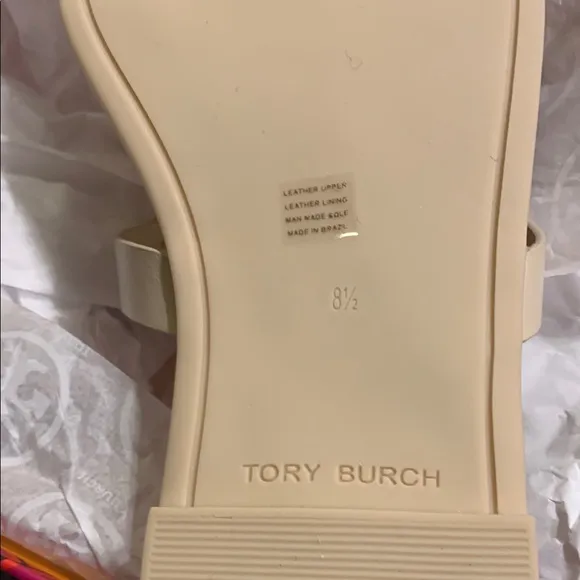 LEATHER UPPER
LEATHER LINING
MAN MADE SOLE
MADE IN BRAZIL
8½
TORY BURCH